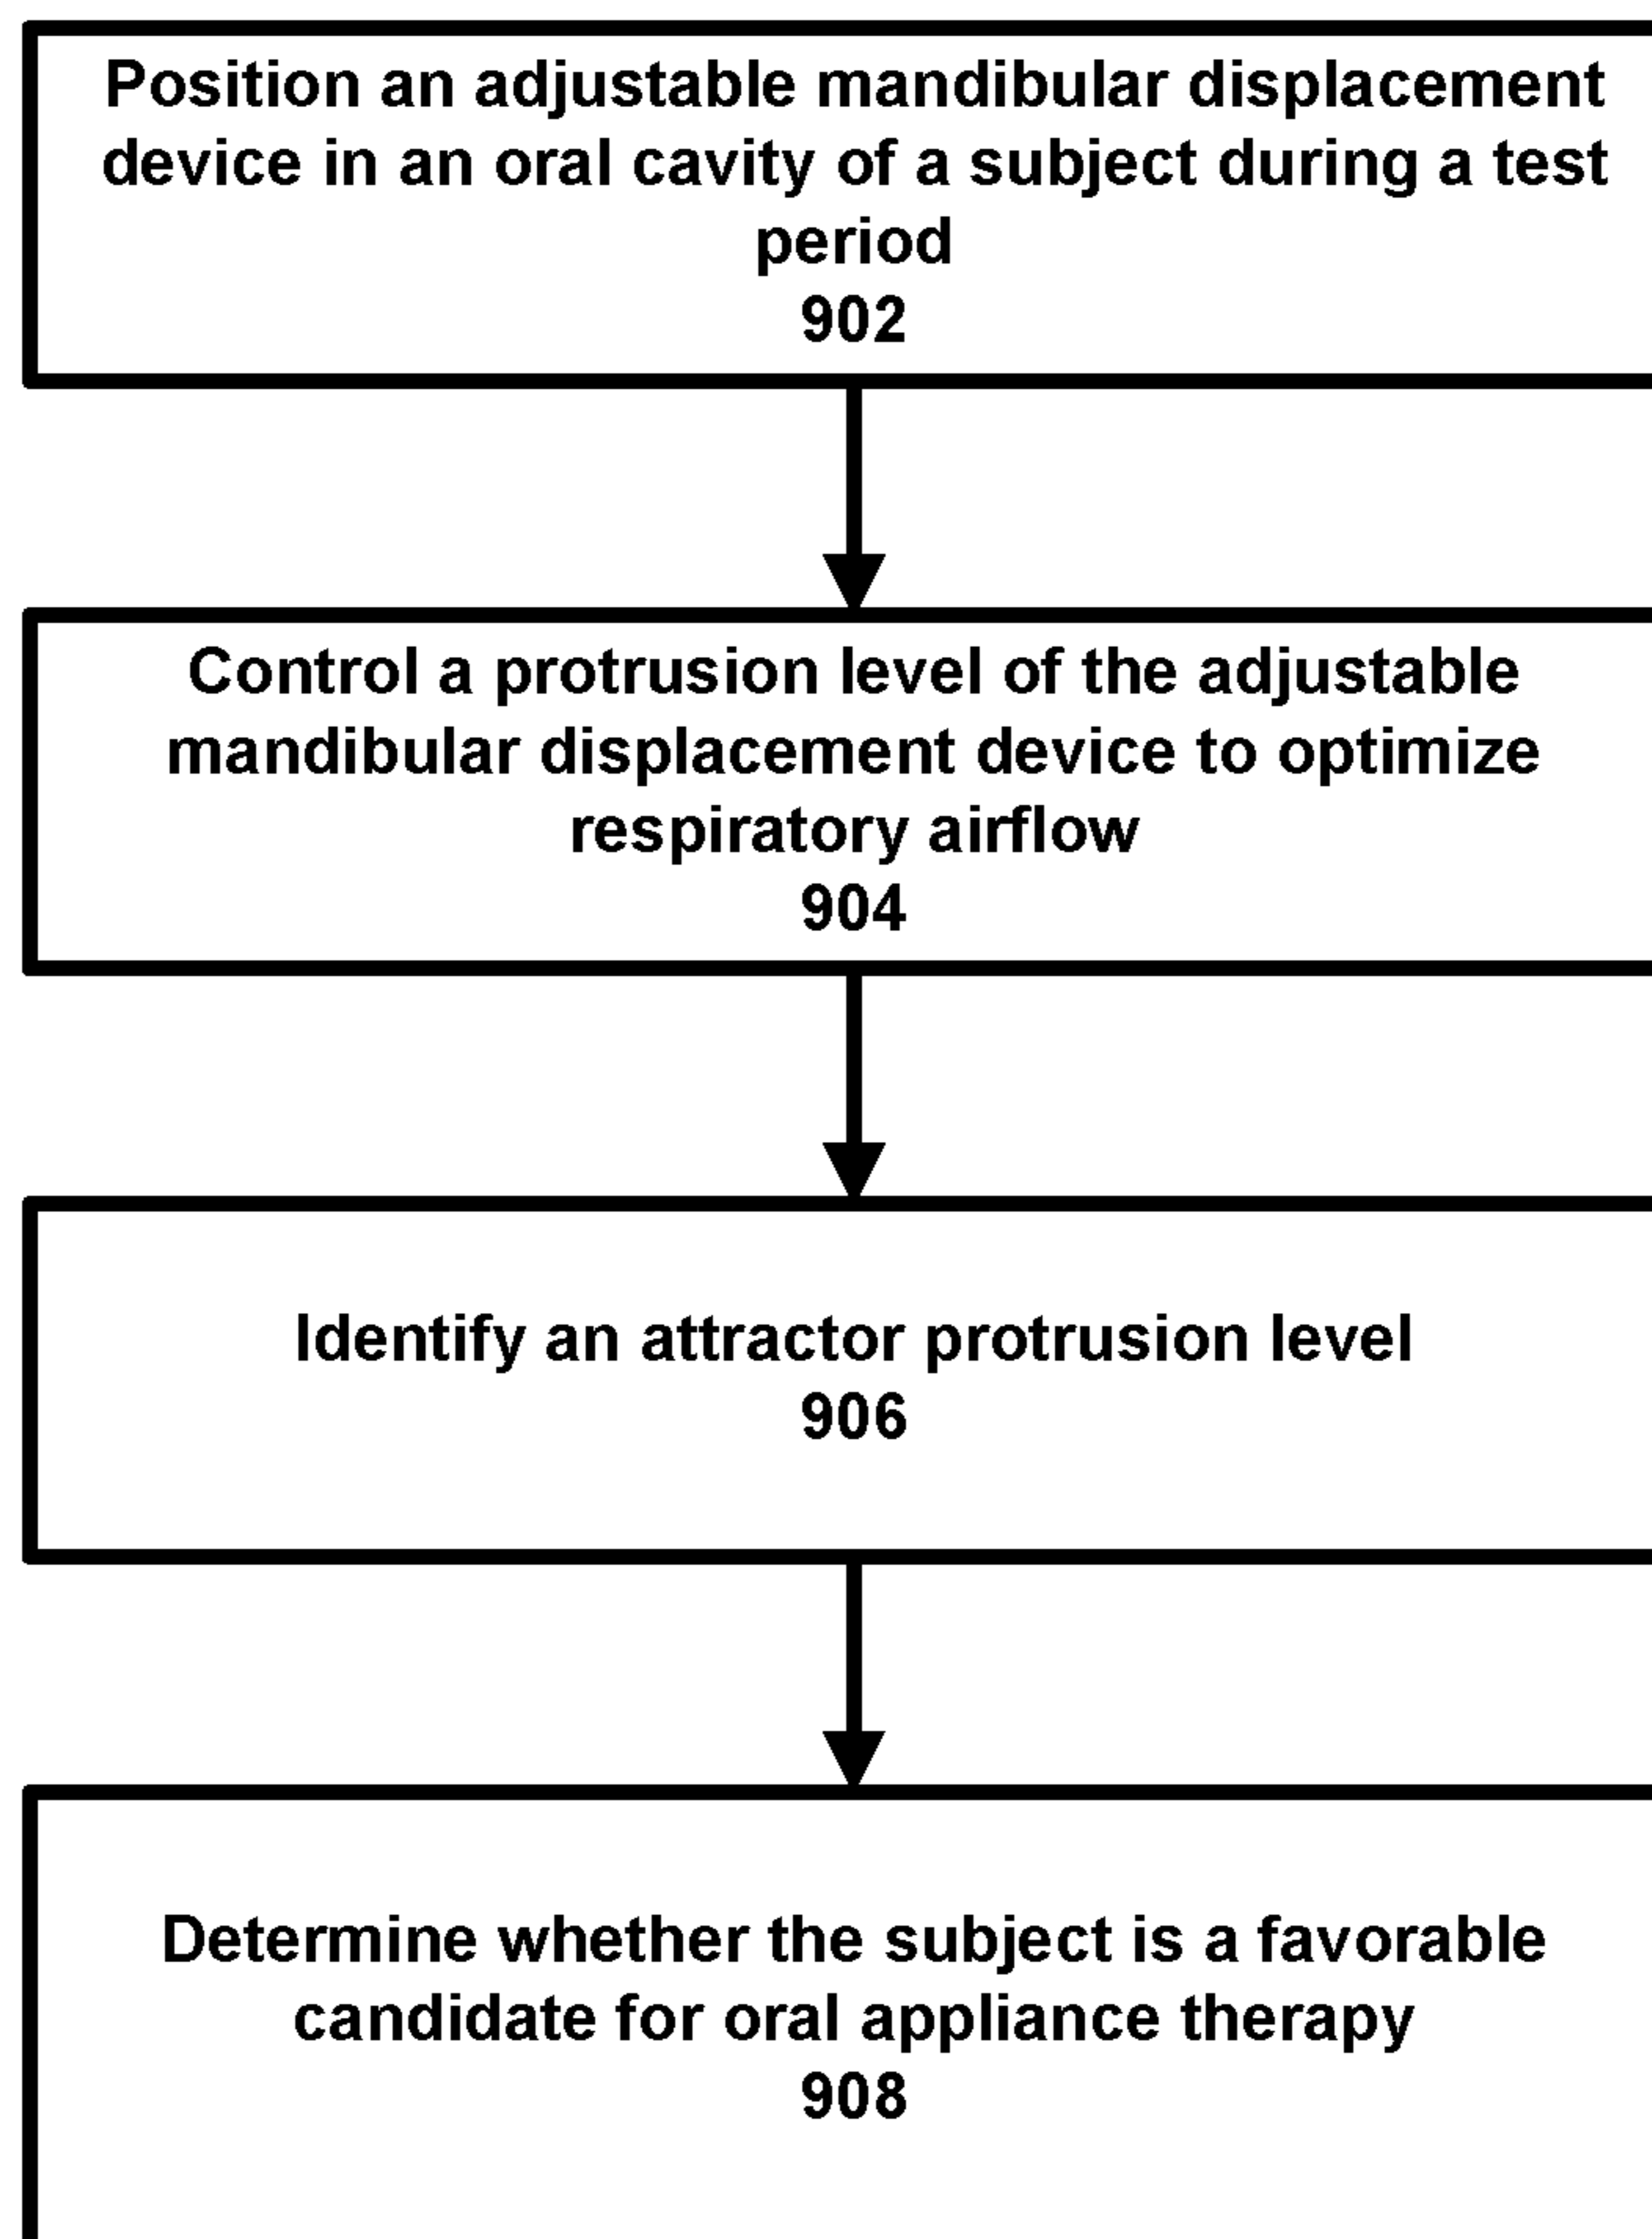 Position an adjustable mandibular displacement
device in an oral cavity of a subject during a test
period
902
Control a protrusion level of the adjustable
mandibular displacement device to optimize
respiratory airflow
904
Identify an attractor protrusion level
906
Determine whether the subject is a favorable
candidate for oral appliance therapy
908